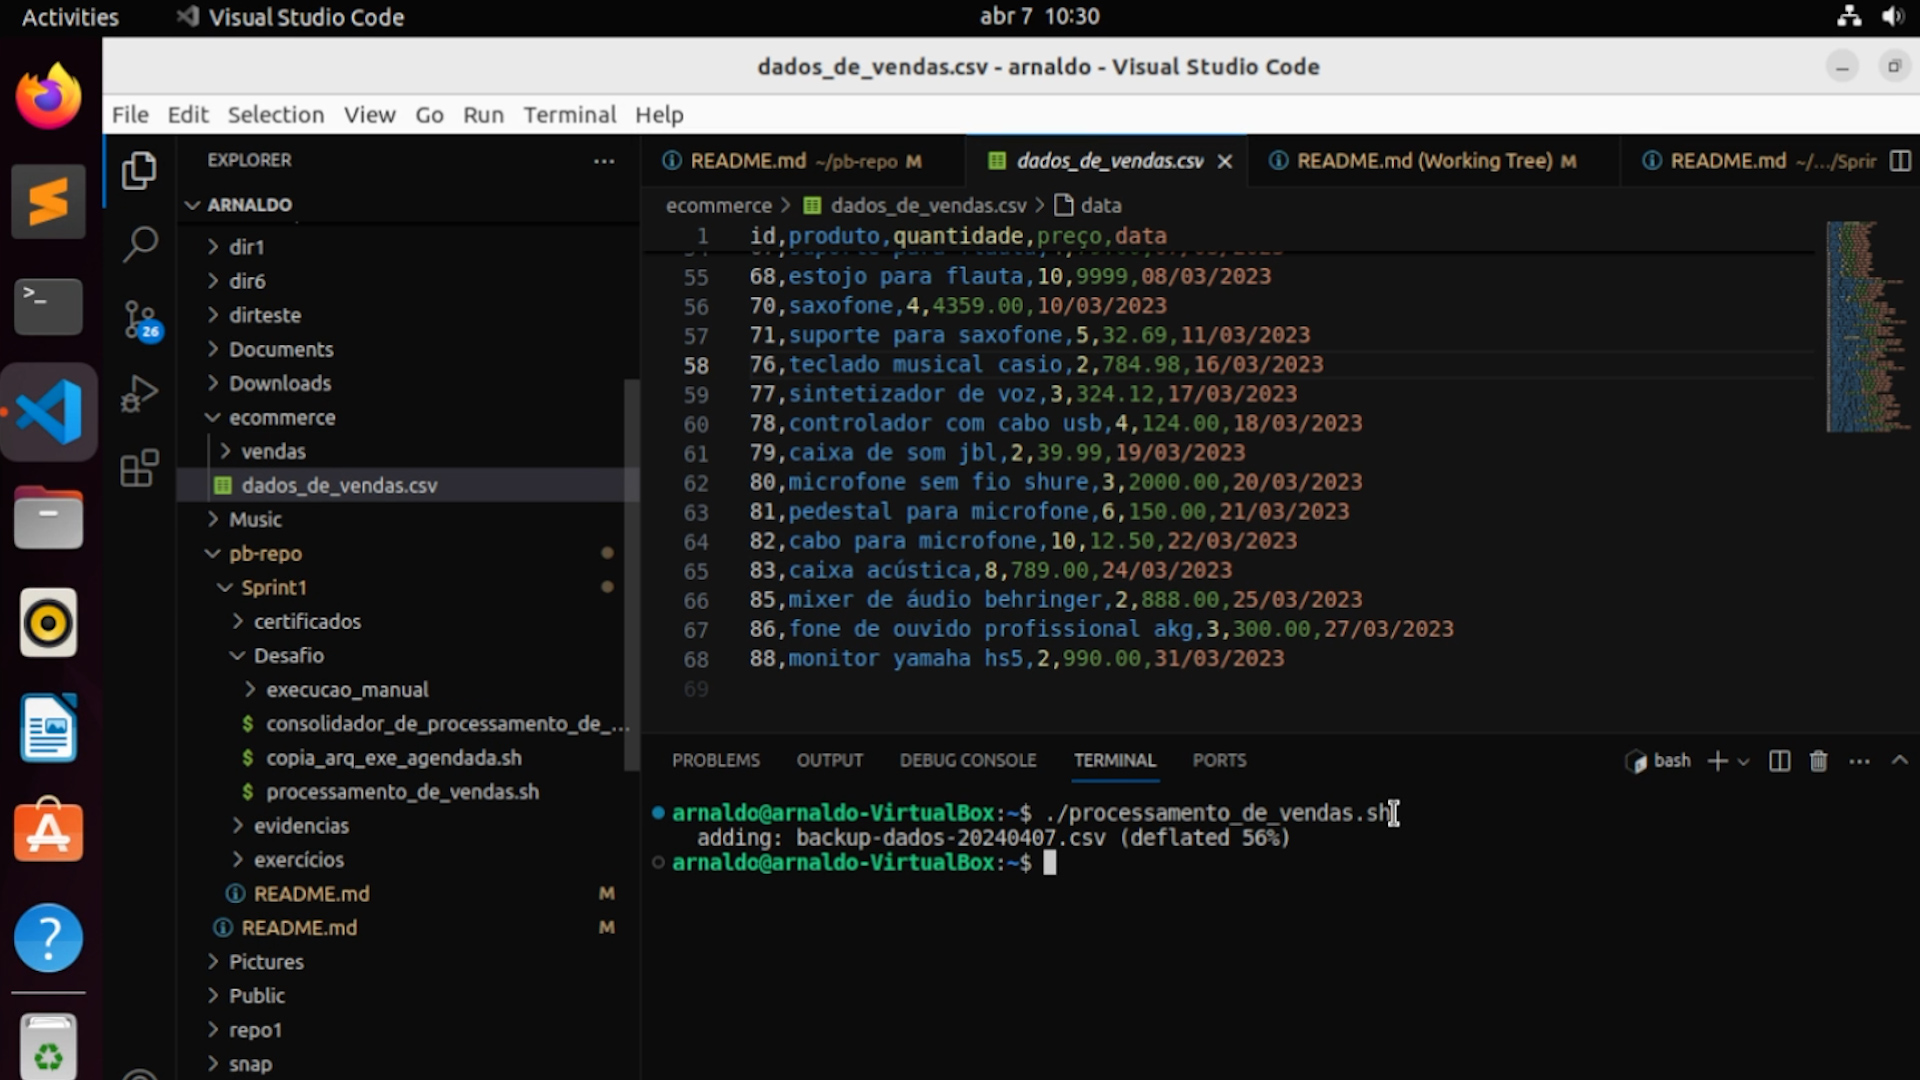 Activities
Visual Studio Code
abr 7 10:30
dados_de_vendas.csv - arnaldo - Visual Studio Code
File Edit Selection View Go Run Terminal Help
EXPLORER
ARNALDO
dir1
dir6
dirteste
Documents
Downloads
ecommerce
vendas
dados_de_vendas.csv
Music
pb-repo
Sprint1
certificados
Desafio
execucao_manual
$ consolidador_de_processamento_de_...
$ copia_arq_exe_agendada.sh
$ processamento_de_vendas.sh
evidencias
exercícios
README.md M
README.md M
Pictures
Public
repo1
snap
26
README.md ~/pb-repo M
dados_de_vendas.csv
README.md (Working Tree) M
README.md ~/.../Sprir
ecommerce > dados_de_vendas.csv > data
1 id,produto,quantidade,preço,data
55 68,estojo para flauta,10,9999,08/03/2023
56 70,saxofone,4,4359.00,10/03/2023
57 71,suporte para saxofone,5,32.69,11/03/2023
58 76,teclado musical casio,2,784.98,16/03/2023
59 77,sintetizador de voz,3,324.12,17/03/2023
60 78,controlador com cabo usb,4,124.00,18/03/2023
61 79,caixa de som jbl,2,39.99,19/03/2023
62 80,microfone sem fio shure,3,2000.00,20/03/2023
63 81,pedestal para microfone,6,150.00,21/03/2023
64 82,cabo para microfone,10,12.50,22/03/2023
65 83,caixa acústica,8,789.00,24/03/2023
66 85,mixer de áudio behringer,2,888.00,25/03/2023
67 86,fone de ouvido profissional akg,3,300.00,27/03/2023
68 88,monitor yamaha hs5,2,990.00,31/03/2023
69
PROBLEMS OUTPUT DEBUG CONSOLE TERMINAL PORTS
bash
arnaldo@arnaldo-VirtualBox:~$ ./processamento_de_vendas.sh
adding: backup-dados-20240407.csv (deflated 56%)
arnaldo@arnaldo-VirtualBox:~$